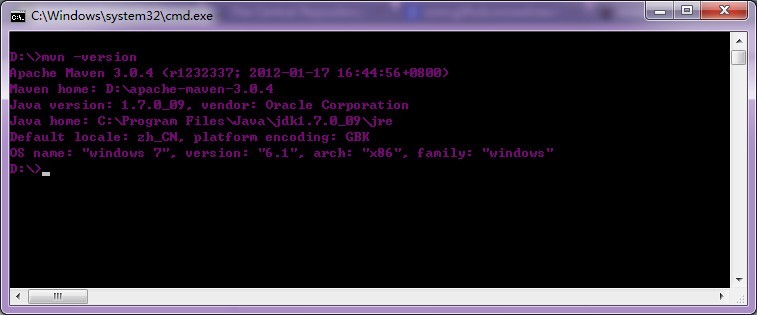 C:\Windows\system32\cmd.exe
D:\>mvn -version
Apache Maven 3.0.4 (r1232337; 2012-01-17 16:44:56+0800)
Maven home: D:\apache-maven-3.0.4
Java version: 1.7.0_09, vendor: Oracle Corporation
Java home: C:\Program Files\Java\jdk1.7.0_09\jre
Default locale: zh_CN, platform encoding: GBK
OS name: "windows 7", version: "6.1", arch: "x86", family: "windows"
D:\>